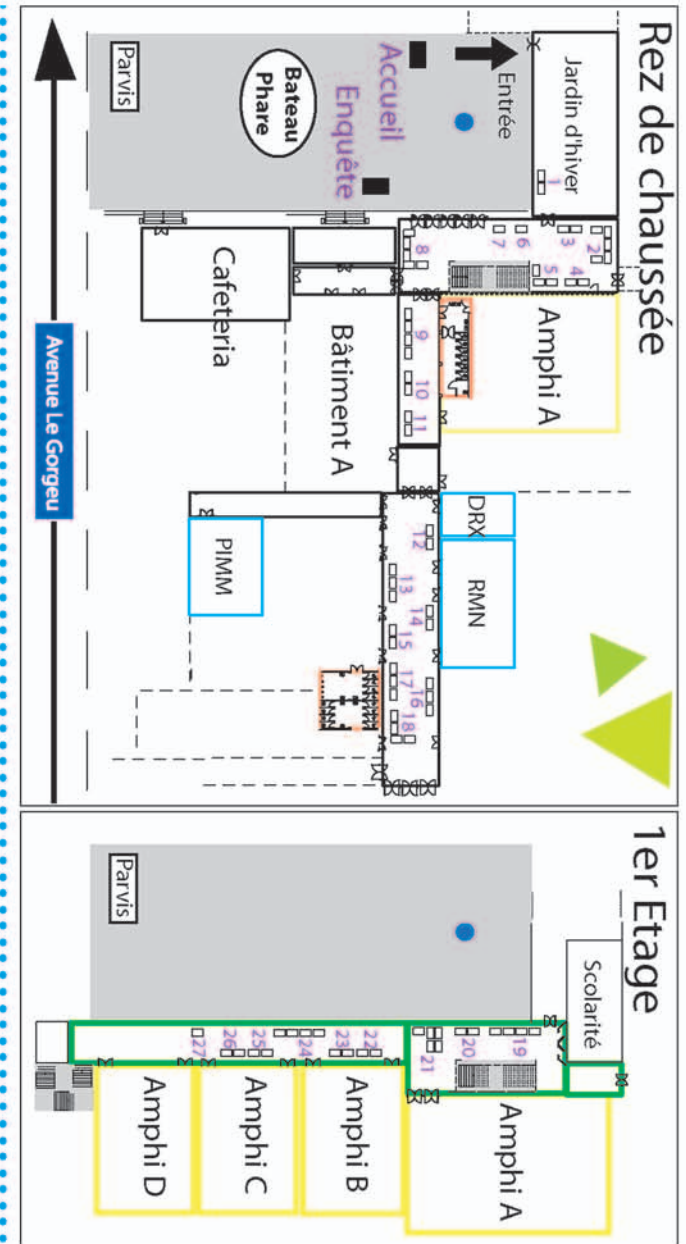 Rez de chaussée
Jardin d'hiver
Entrée
Accueil
Enquête
Bateau
Phare
Parvis
1
2
3
4
5
6
7
8
Amphi A
9
10
11
Bâtiment A
Cafeteria
DRX
RMN
PIMM
12
13
14
15
16
17
18
Avenue Le Gorgeu
1er Etage
Scolarité
Parvis
19
20
21
22
23
24
25
26
27
Amphi A
Amphi B
Amphi C
Amphi D